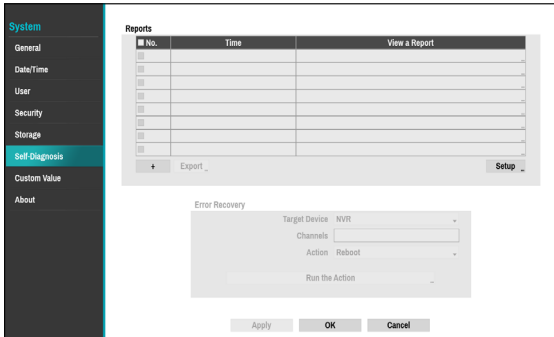 System
General
Date/Time
User
Security
Storage
Self-Diagnosis
Custom Value
About
Reports
No. Time View a Report
+ Export Setup
Error Recovery
Target Device NVR
Channels
Action Reboot
Run the Action
Apply OK Cancel